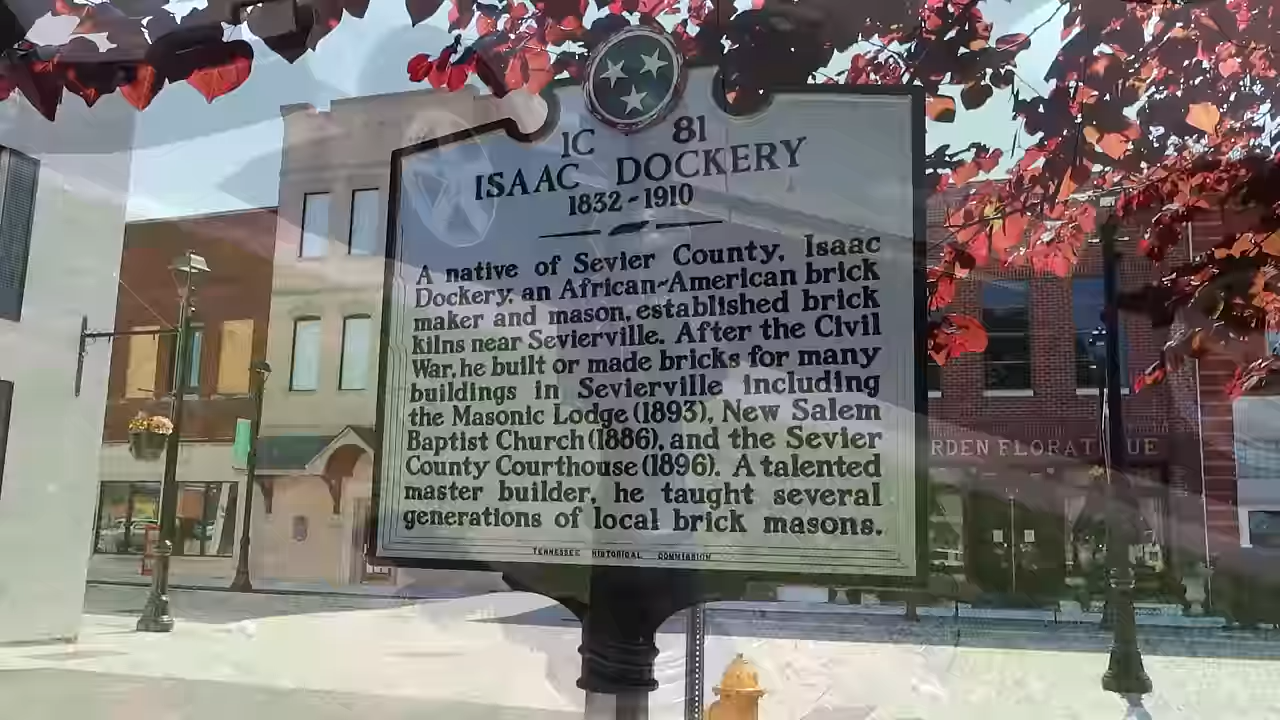 1C 81
ISAAC DOCKERY
1832-1910
A native of Sevier County, Isaac
Dockery, an African-American brick
maker and mason, established brick
kilns near Sevierville. After the Civil
War, he built or made bricks for many
buildings in Sevierville including
the Masonic Lodge (1893), New Salem
Baptist Church (1886), and the Sevier
County Courthouse (1896). A talented
master builder, he taught several
generations of local brick masons.
TENNESSEE HISTORICAL COMMISSION